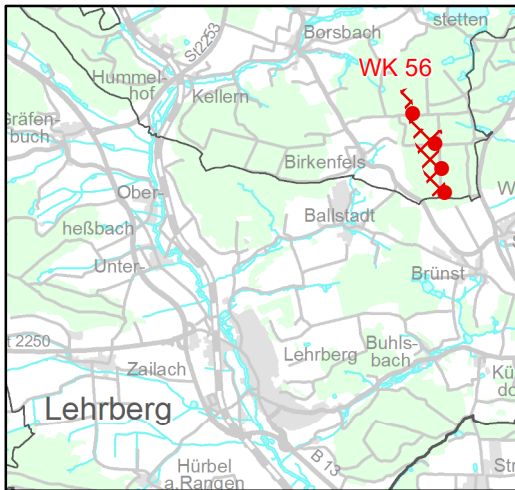 stetten
St2253
Borsbach
WK 56
Hummel-
hof
Kellern
Gräfen-
buch
Birkenfels
Ober-
Ballstadt
heßbach
Unter-
Brünst
t 2250
Lehrberg
Buhls-
bach
Zailach
Lehrberg
B 13
Hürbel
a.Rangen